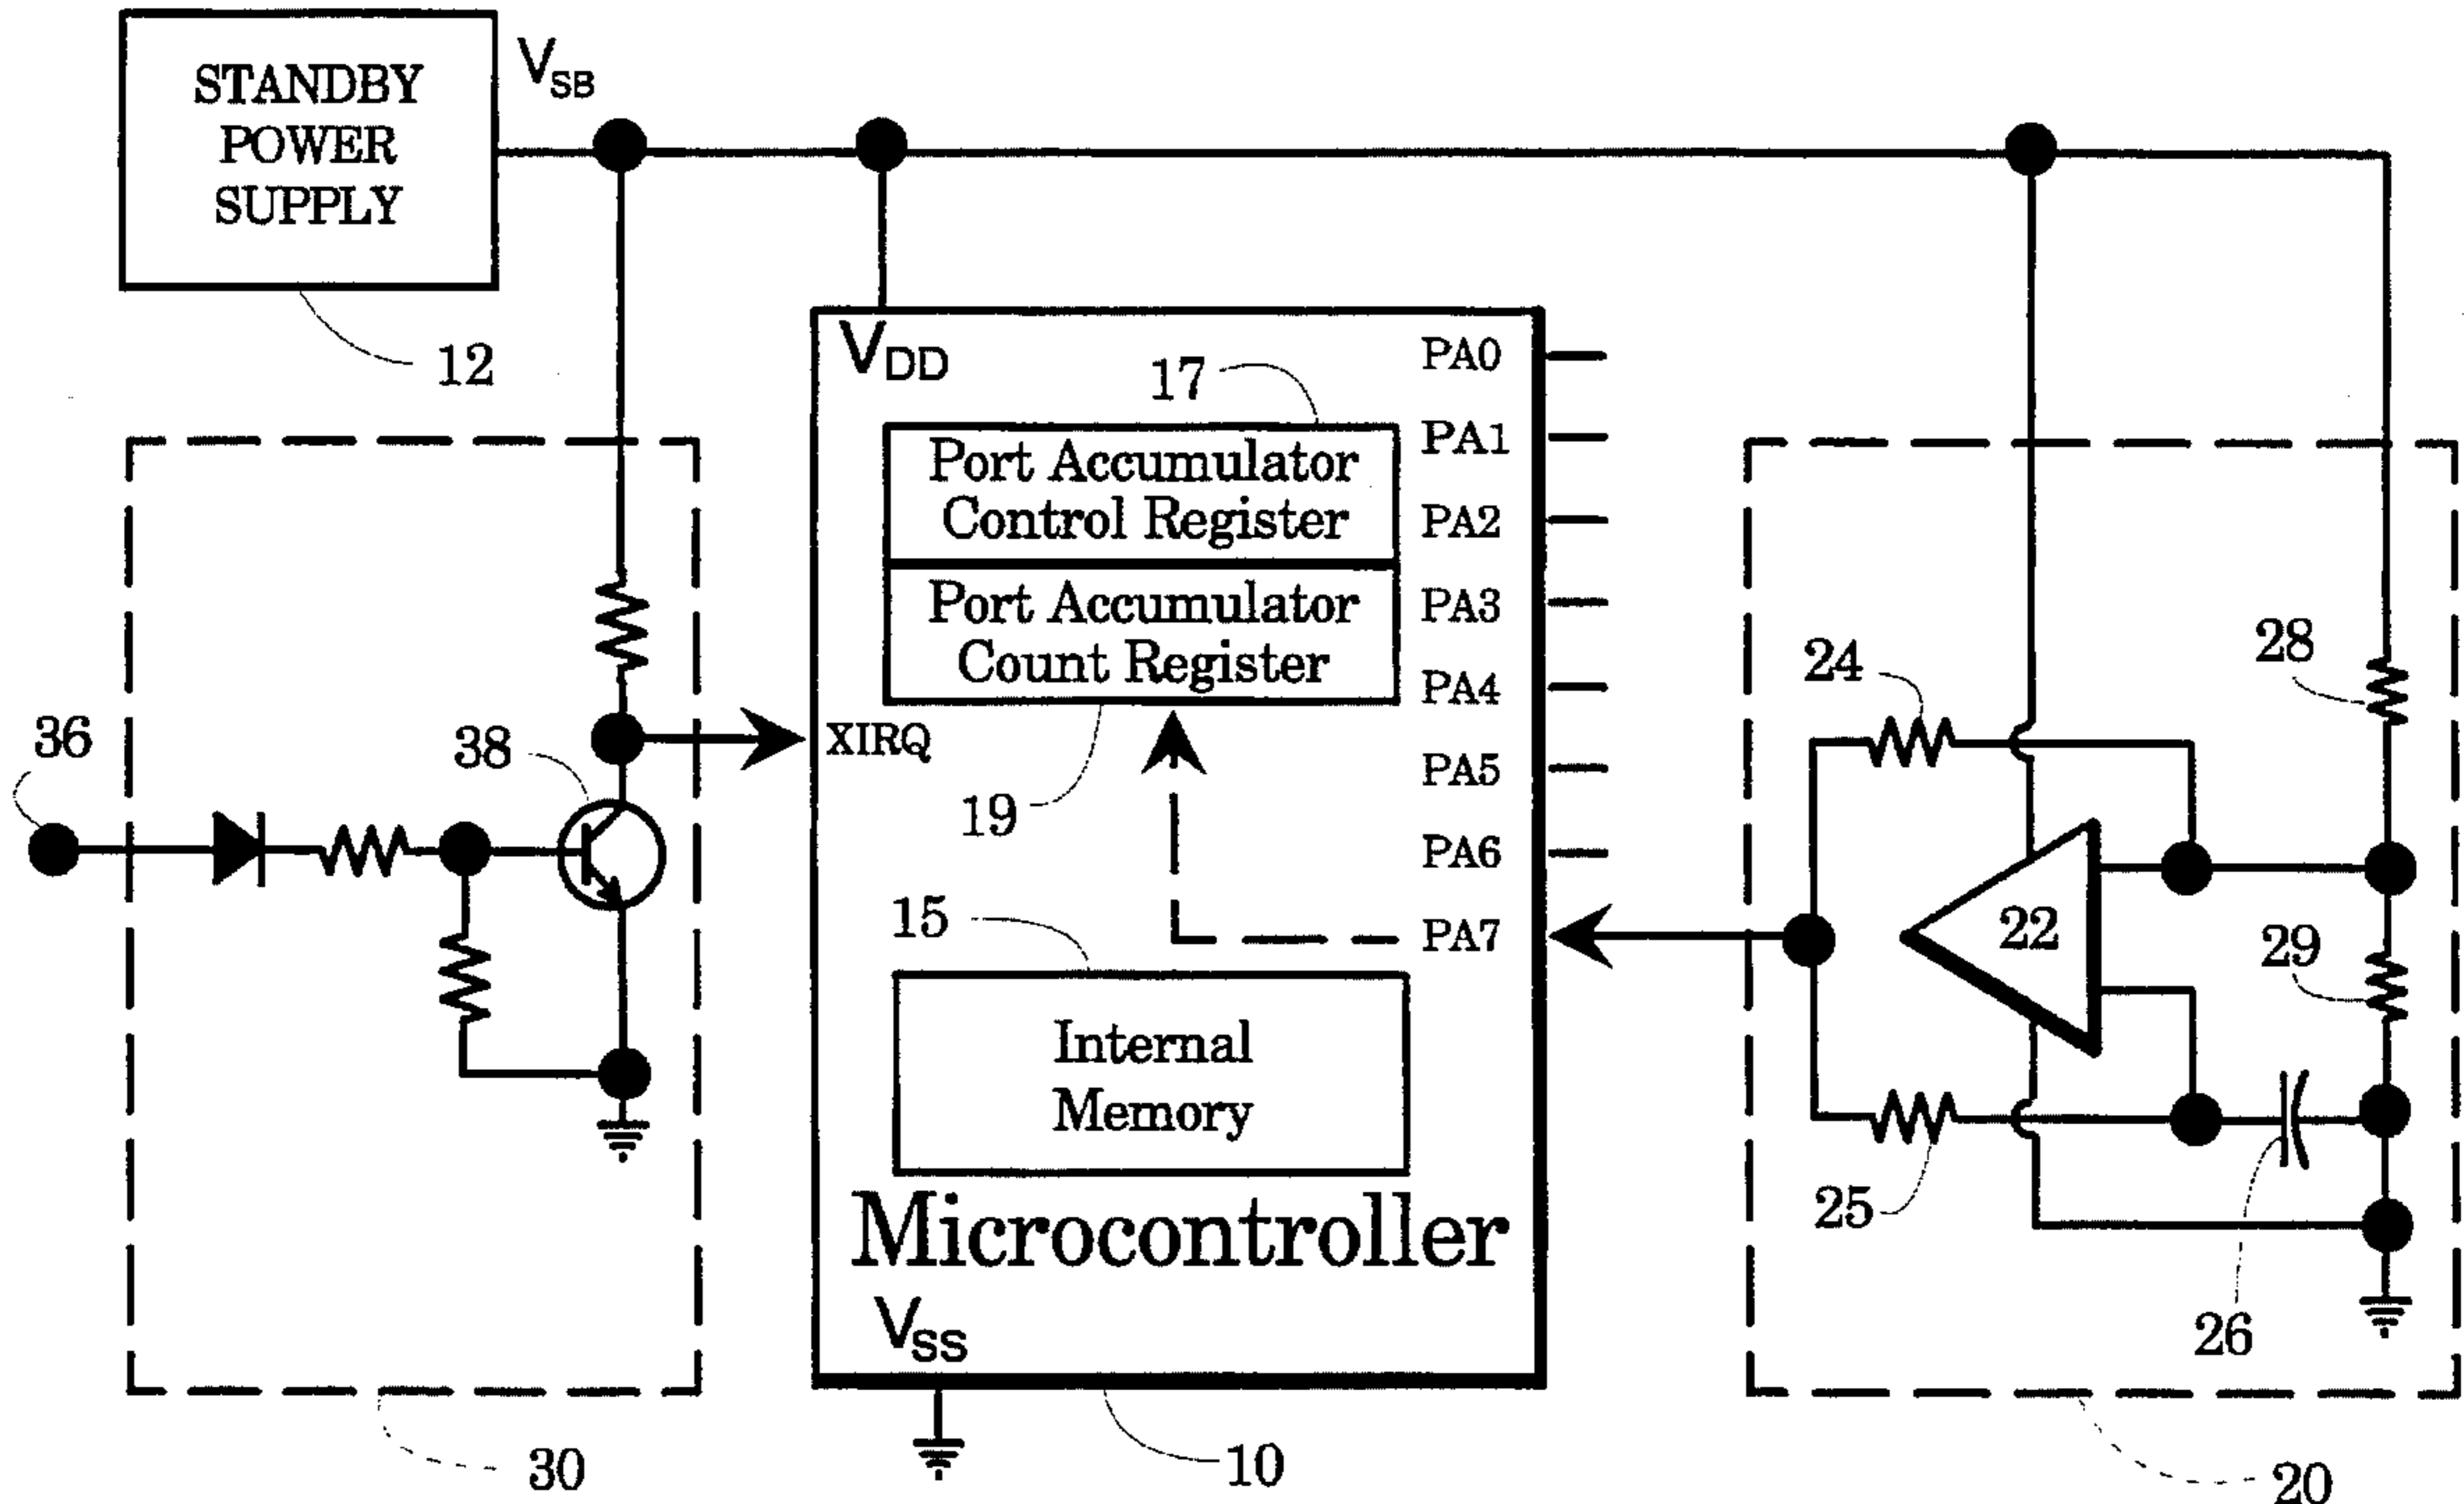 STANDBY
POWER
SUPPLY
VSB
12
VDD
17
Port Accumulator
Control Register
Port Accumulator
Count Register
19
XIRQ
PA0
PA1
PA2
PA3
PA4
PA5
PA6
PA7
15
Internal
Memory
Microcontroller
VSS
10
36
38
30
24
28
22
29
25
26
20